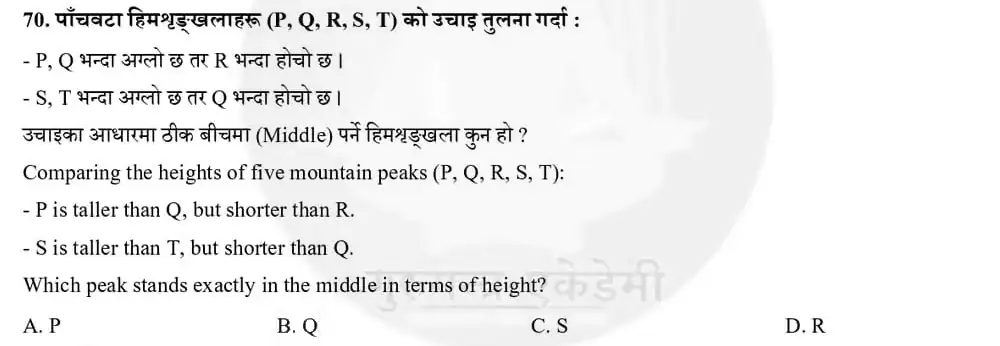 70. पाँचवटा हिमशृङ्खलाहरू (P, Q, R, S, T) को उचाइ तुलना गर्दा :
- P, Q भन्दा अग्लो छ तर R भन्दा होचो छ ।
- S, T भन्दा अग्लो छ तर Q भन्दा होचो छ ।
उचाइका आधारमा ठीक बीचमा (Middle) पर्ने हिमशृङ्खला कुन हो ?
Comparing the heights of five mountain peaks (P, Q, R, S, T):
- P is taller than Q, but shorter than R.
- S is taller than T, but shorter than Q.
Which peak stands exactly in the middle in terms of height?
एकेडेमी
A. P B. Q C. S D. R